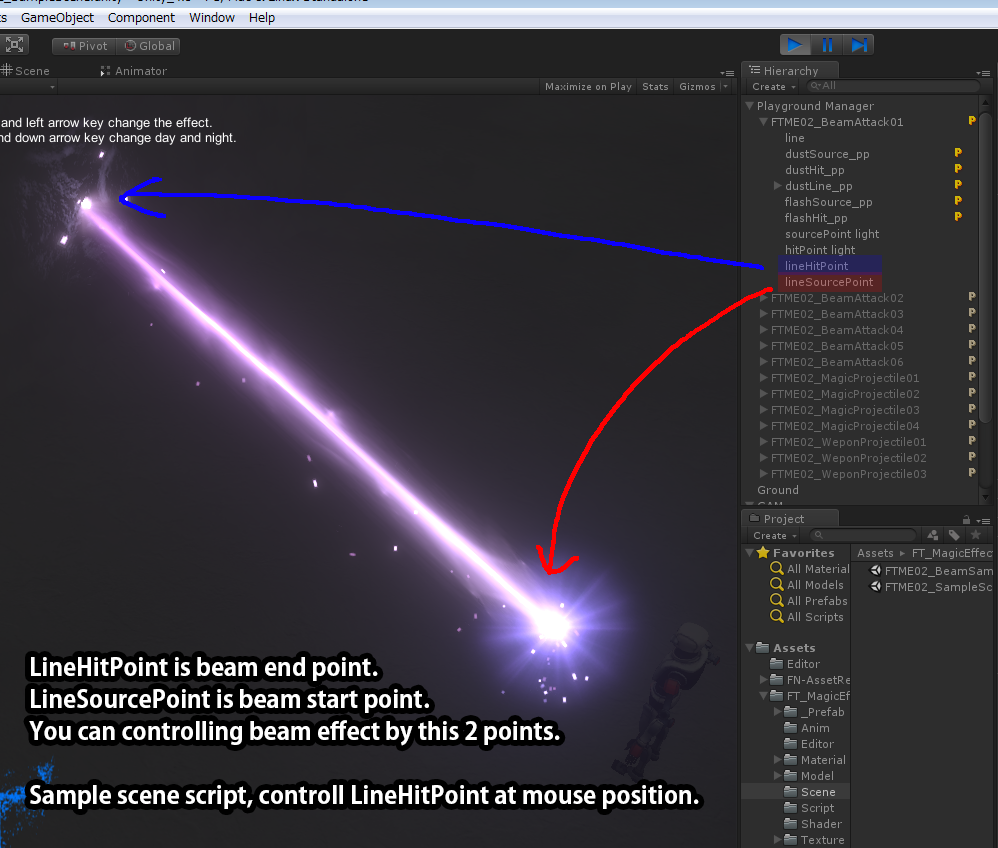 GameObject Component Window Help
Pivot Global
Scene Animator
Maximize on Play Stats Gizmos
and left arrow key change the effect.
down arrow key change day and night.
Hierarchy
Create All
Playground Manager
FTME02_BeamAttack01 P
line
dustSource_pp P
dustHit_pp P
dustLine_pp P
flashSource_pp P
flashHit_pp P
sourcePoint light
hitPoint light
lineHitPoint
lineSourcePoint
FTME02_BeamAttack02 P
FTME02_BeamAttack03 P
FTME02_BeamAttack04 P
FTME02_BeamAttack05 P
FTME02_BeamAttack06 P
FTME02_MagicProjectile01 P
FTME02_MagicProjectile02 P
FTME02_MagicProjectile03 P
FTME02_MagicProjectile04 P
FTME02_WeponProjectile01 P
FTME02_WeponProjectile02 P
FTME02_WeponProjectile03 P
Ground
Project
Create
Favorites
All Material
All Models
All Prefabs
All Scripts
Assets
Editor
FN-AssetRe
FT_MagicEf
_Prefab
Anim
Editor
Material
Model
Scene
Script
Shader
Texture
Assets FT_MagicEffect
FTME02_BeamSam
FTME02_SampleSc
LineHitPoint is beam end point.
LineSourcePoint is beam start point.
You can controlling beam effect by this 2 points.
Sample scene script, controll LineHitPoint at mouse position.